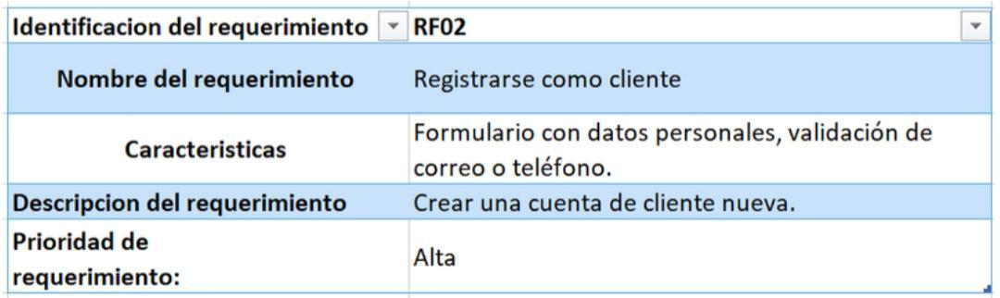 Identificacion del requerimiento RF02
Nombre del requerimiento Registrarse como cliente
Caracteristicas Formulario con datos personales, validación de
correo o teléfono.
Descripcion del requerimiento Crear una cuenta de cliente nueva.
Prioridad de
requerimiento: Alta